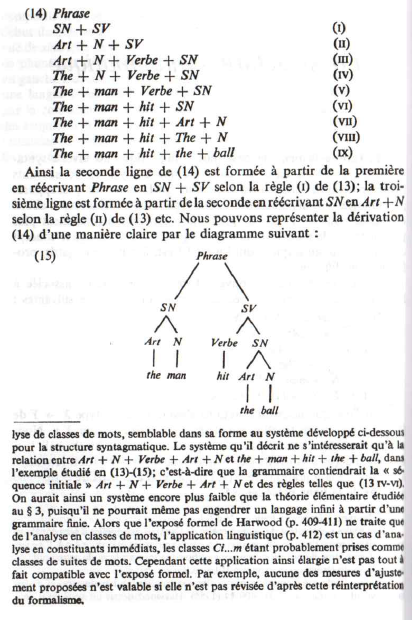 (14) Phrase
SN + SV (I)
Art + N + SV (II)
Art + N + Verbe + SN (III)
The + N + Verbe + SN (IV)
The + man + Verbe + SN (V)
The + man + hit + SN (VI)
The + man + hit + Art + N (VII)
The + man + hit + The + N (VIII)
The + man + hit + the + ball (IX)
Ainsi la seconde ligne de (14) est formée à partir de la première
en réécrivant Phrase en SN + SV selon la règle (I) de (13); la troi-
sième ligne est formée à partir de la seconde en réécrivant SN en Art +N
selon la règle (II) de (13) etc. Nous pouvons représenter la dérivation
(14) d'une manière claire par le diagramme suivant :
(15) Phrase
SN SV
Art N Verbe SN
the man hit Art N
the ball
lyse de classes de mots, semblable dans sa forme au système développé ci-dessous
pour la structure syntagmatique. Le système qu'il décrit ne s'intéresserait qu'à la
relation entre Art + N + Verbe + Art + N et the + man + hit + the + ball, dans
l'exemple étudié en (13)-(15); c'est-à-dire que la grammaire contiendrait la « sé-
quence initiale » Art + N + Verbe + Art + N et des règles telles que (13 IV-VI).
On aurait ainsi un système encore plus faible que la théorie élémentaire étudiée
au § 3, puisqu'il ne pourrait même pas engendrer un langage infini à partir d'une
grammaire finie. Alors que l'exposé formel de Harwood (p. 409-411) ne traite que
de l'analyse en classes de mots, l'application linguistique (p. 412) est un cas d'ana-
lyse en constituants immédiats, les classes Ci...m étant probablement prises comme
classes de suites de mots. Cependant cette application ainsi élargie n'est pas tout à
fait compatible avec l'exposé formel. Par exemple, aucune des mesures d'ajuste-
ment proposées n'est valable si elle n'est pas révisée d'après cette réinterprétation
du formalisme.